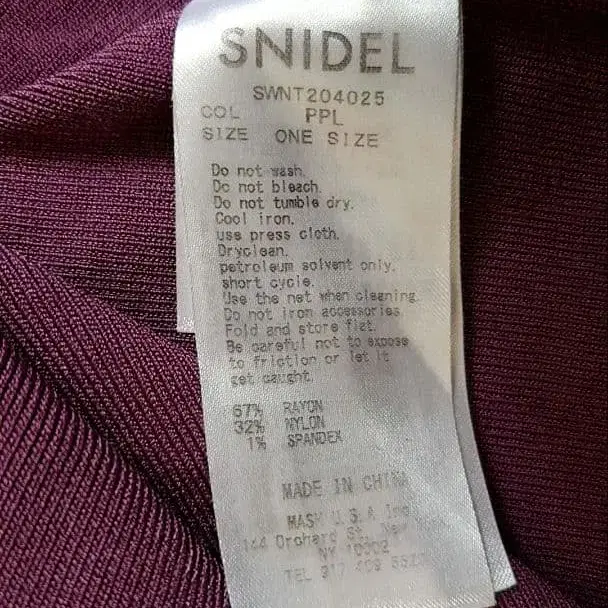 SNIDEL
SWNT204025
COL PPL
SIZE ONE SIZE
Do not wash.
Do not bleach.
Do not tumble dry.
Cool iron.
use press cloth.
Dryclean.
petroleum solvent only.
short cycle.
Use the net when cleaning.
Do not iron accessories.
Fold and store flat.
Be careful not to expose
to friction or let it
get caught.
67% RAYON
32% NYLON
1% SPANDEX
MADE IN CHINA
MASH U.S.A Inc
144 Orchard St, New York,
NY 10002
TEL 917 409